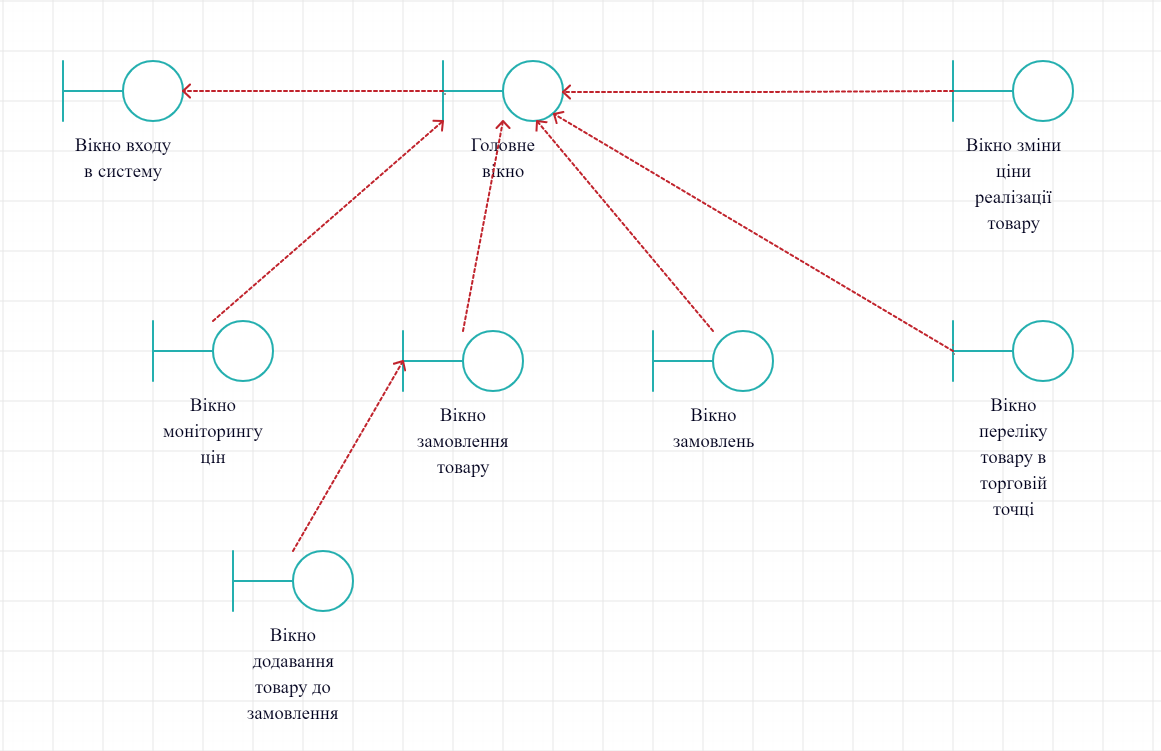 Вікно входу
в систему
Головне
вікно
Вікно зміни
ціни
реалізації
товару
Вікно
моніторингу
цін
Вікно
замовлення
товару
Вікно
замовлень
Вікно
переліку
товару в
торговій
точці
Вікно
додавання
товару до
замовлення